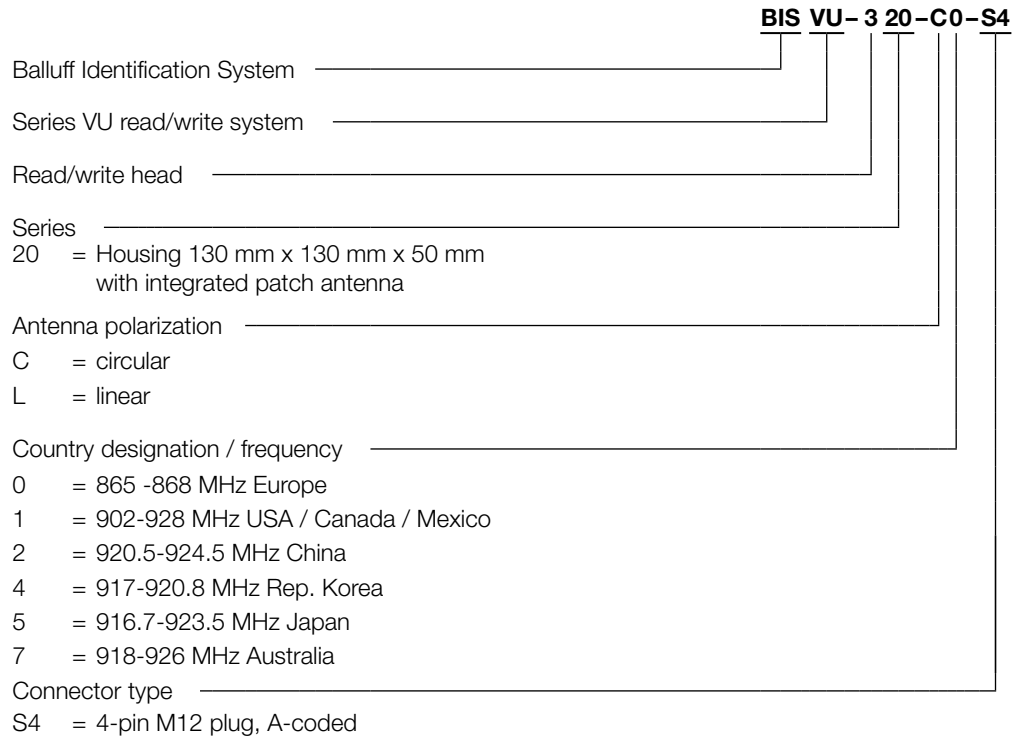 BIS VU–3 20–C0–S4
Balluff Identification System
Series VU read/write system
Read/write head
Series
20 = Housing 130 mm x 130 mm x 50 mm
with integrated patch antenna
Antenna polarization
C = circular
L = linear
Country designation / frequency
0 = 865 -868 MHz Europe
1 = 902-928 MHz USA / Canada / Mexico
2 = 920.5-924.5 MHz China
4 = 917-920.8 MHz Rep. Korea
5 = 916.7-923.5 MHz Japan
7 = 918-926 MHz Australia
Connector type
S4 = 4-pin M12 plug, A-coded